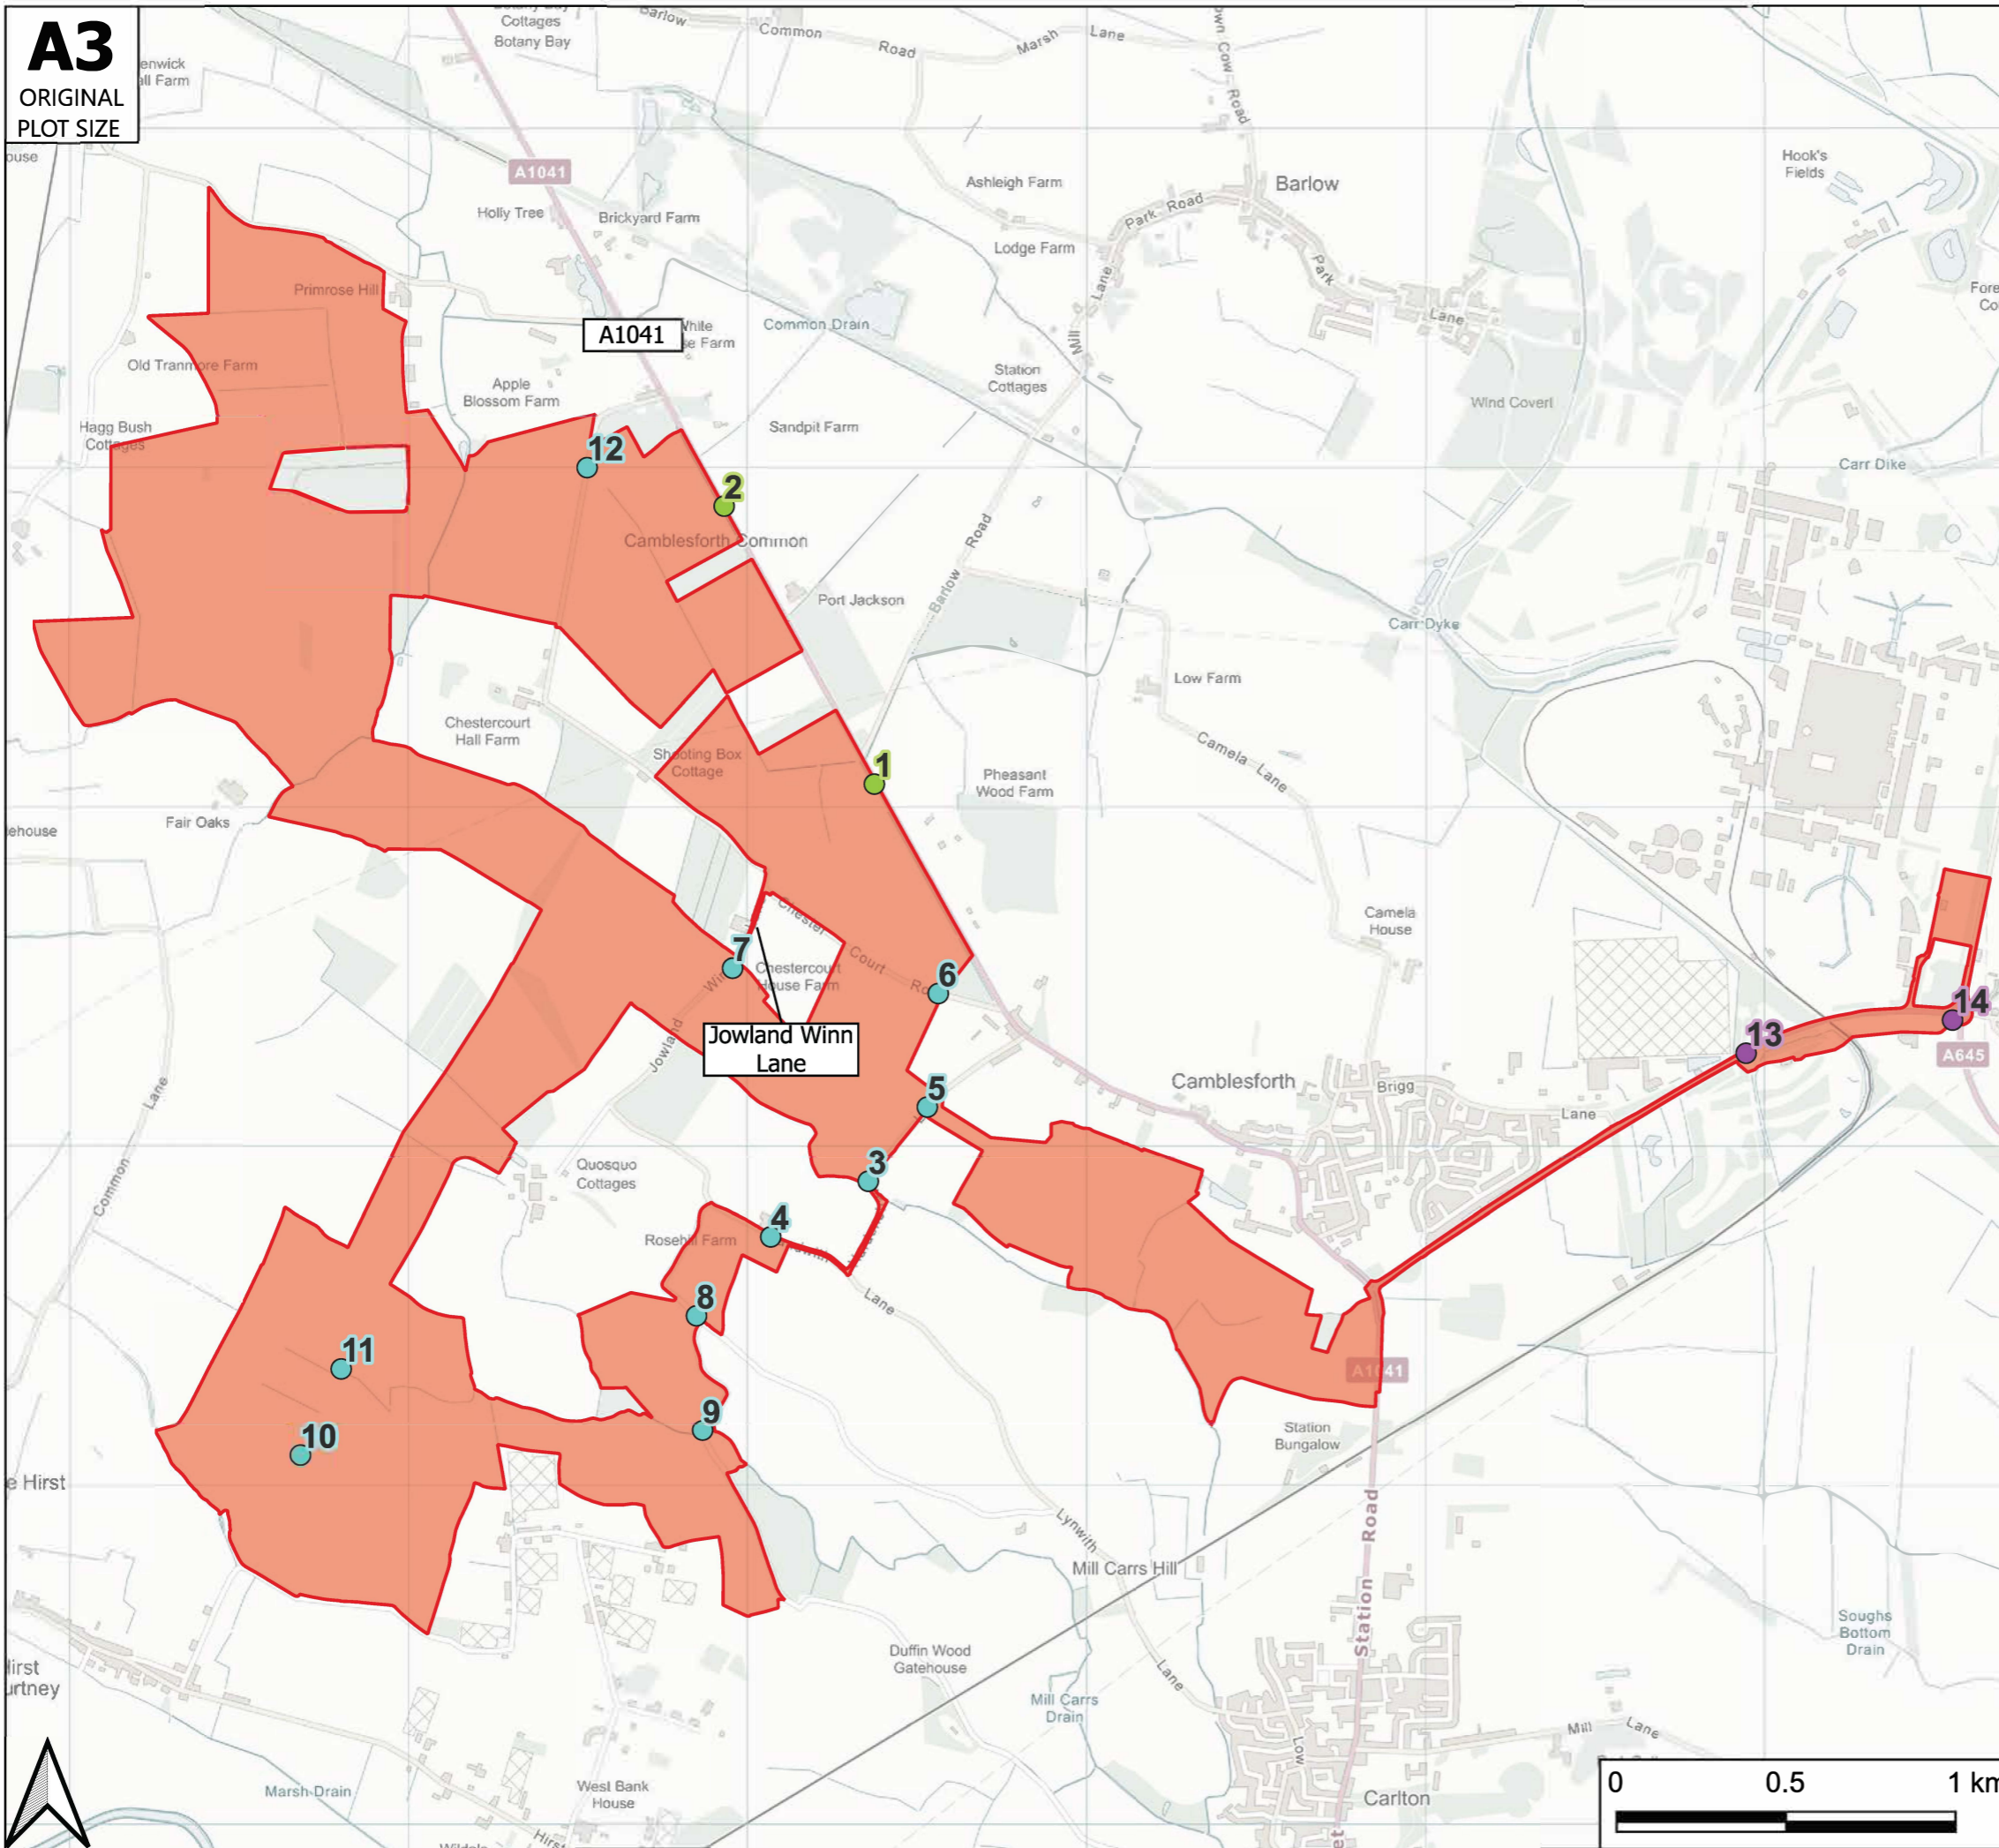 A3
ORIGINAL
PLOT SIZE
Cottages
Botany Bay
Barlow
Common
Road
Marsh
Lane
Road
A1041
Holly Tree
Brickyard Farm
Ashleigh Farm
Lodge Farm
Park Road
Barlow
Park
Lane
Mill
Lane
Hook's
Fields
Primrose Hill
A1041
Common Drain
Old Tranmore Farm
Apple
Blossom Farm
Station
Cottages
Wind Covert
Hagg Bush
Cottages
Sandpit Farm
Carr Dike
12
2
Camblesforth Common
Port Jackson
Barlow
Road
Carr Dyke
Low Farm
Chestercourt
Hall Farm
Shooting Box
Cottage
Camela Lane
1
Pheasant
Wood Farm
Fair Oaks
Chester
Court
Camela
House
7
Chestercourt
House Farm
6
14
13
A645
Jowland Winn
Lane
Jowland
Camblesforth
Brigg
Lane
5
Common
Lane
3
Quosquo
Cottages
4
Rosehill Farm
Lane
8
11
A1041
9
10
Station
Bungalow
Lynwith
Lane
Mill Carrs Hill
Station Road
Station
Duffin Wood
Gatehouse
Mill Carrs
Drain
Soughs
Bottom
Drain
Mill
Lane
Low
Marsh Drain
West Bank
House
Carlton
Hirst
0 0.5 1 km